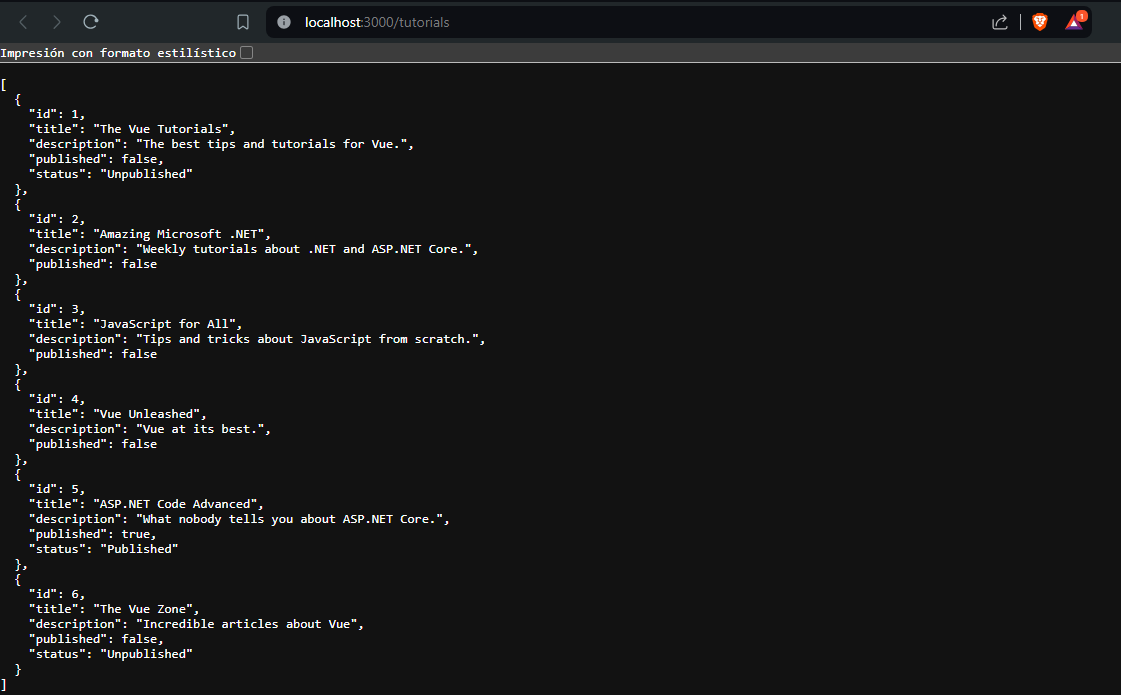 localhost:3000/tutorials
1
Impresión con formato estilístico
[
  {
    "id": 1,
    "title": "The Vue Tutorials",
    "description": "The best tips and tutorials for Vue.",
    "published": false,
    "status": "Unpublished"
  },
  {
    "id": 2,
    "title": "Amazing Microsoft .NET",
    "description": "Weekly tutorials about .NET and ASP.NET Core.",
    "published": false
  },
  {
    "id": 3,
    "title": "JavaScript for All",
    "description": "Tips and tricks about JavaScript from scratch.",
    "published": false
  },
  {
    "id": 4,
    "title": "Vue Unleashed",
    "description": "Vue at its best.",
    "published": false
  },
  {
    "id": 5,
    "title": "ASP.NET Code Advanced",
    "description": "What nobody tells you about ASP.NET Core.",
    "published": true,
    "status": "Published"
  },
  {
    "id": 6,
    "title": "The Vue Zone",
    "description": "Incredible articles about Vue",
    "published": false,
    "status": "Unpublished"
  }
]